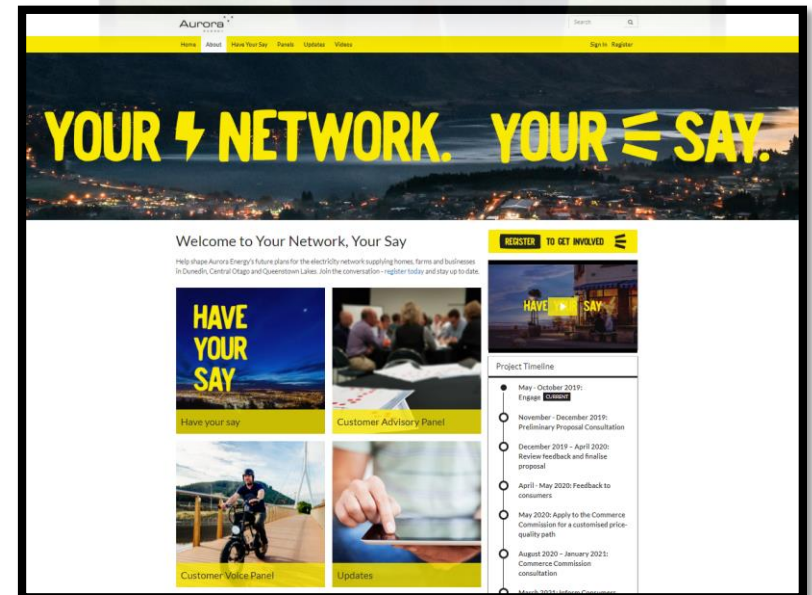 Aurora
ENERGY
Search
Home About Have Your Say Panels Updates Videos
Sign In Register
YOUR NETWORK. YOUR SAY.
Welcome to Your Network, Your Say
Help shape Aurora Energy's future plans for the electricity network supplying homes, farms and businesses
in Dunedin, Central Otago and Queenstown Lakes. Join the conversation - register today and stay up to date.
HAVE
YOUR
SAY
Have your say
Customer Advisory Panel
Customer Voice Panel
Updates
REGISTER TO GET INVOLVED
HAVE YOUR SAY
Project Timeline
May - October 2019:
Engage CURRENT
November - December 2019:
Preliminary Proposal Consultation
December 2019 – April 2020:
Review feedback and finalise
proposal
April - May 2020: Feedback to
consumers
May 2020: Apply to the Commerce
Commission for a customised price-
quality path
August 2020 – January 2021:
Commerce Commission
consultation
March 2021: Inform Consumers